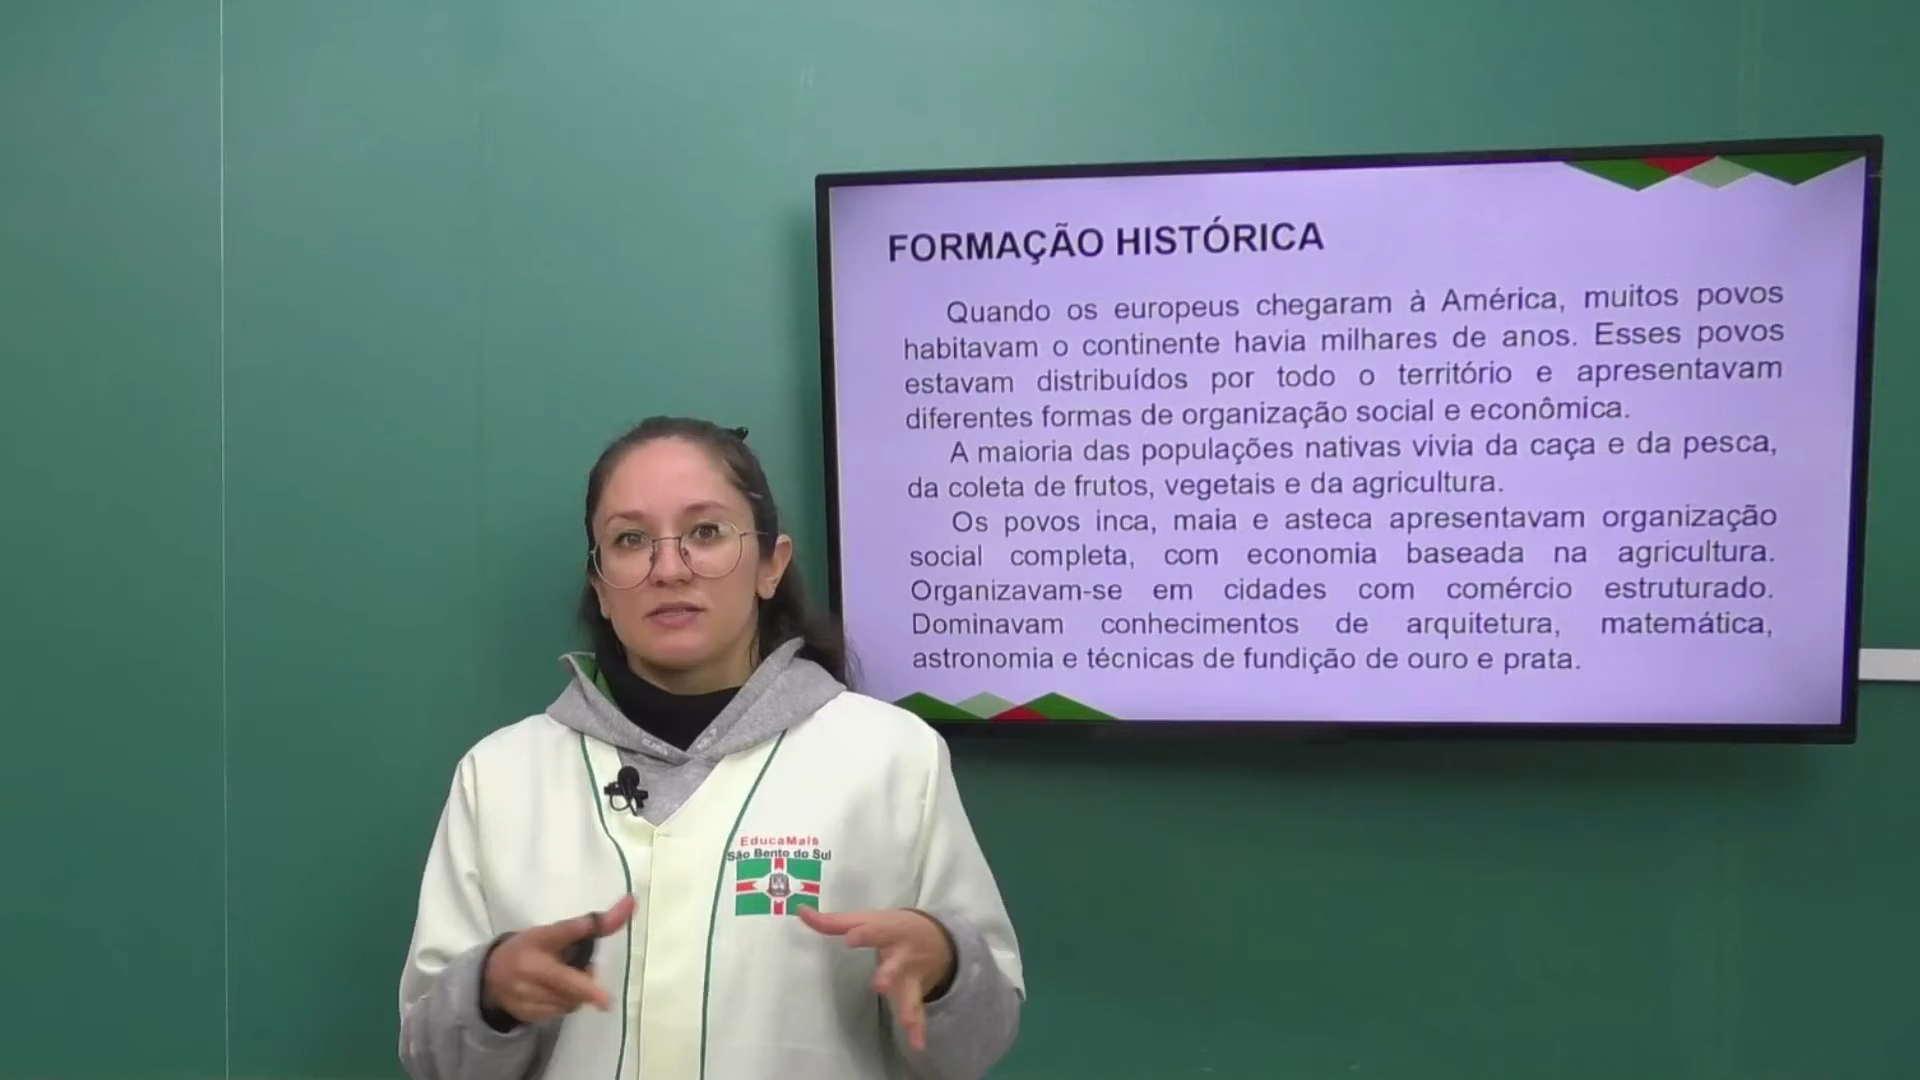 FORMAÇÃO HISTÓRICA
Quando os europeus chegaram à América, muitos povos
habitavam o continente havia milhares de anos. Esses povos
estavam distribuídos por todo o território e apresentavam
diferentes formas de organização social e econômica.
A maioria das populações nativas vivia da caça e da pesca,
da coleta de frutos, vegetais e da agricultura.
Os povos inca, maia e asteca apresentavam organização
social completa, com economia baseada na agricultura.
Organizavam-se em cidades com comércio estruturado.
Dominavam conhecimentos de arquitetura, matemática,
astronomia e técnicas de fundição de ouro e prata.
EducaMais
São Bento do Sul